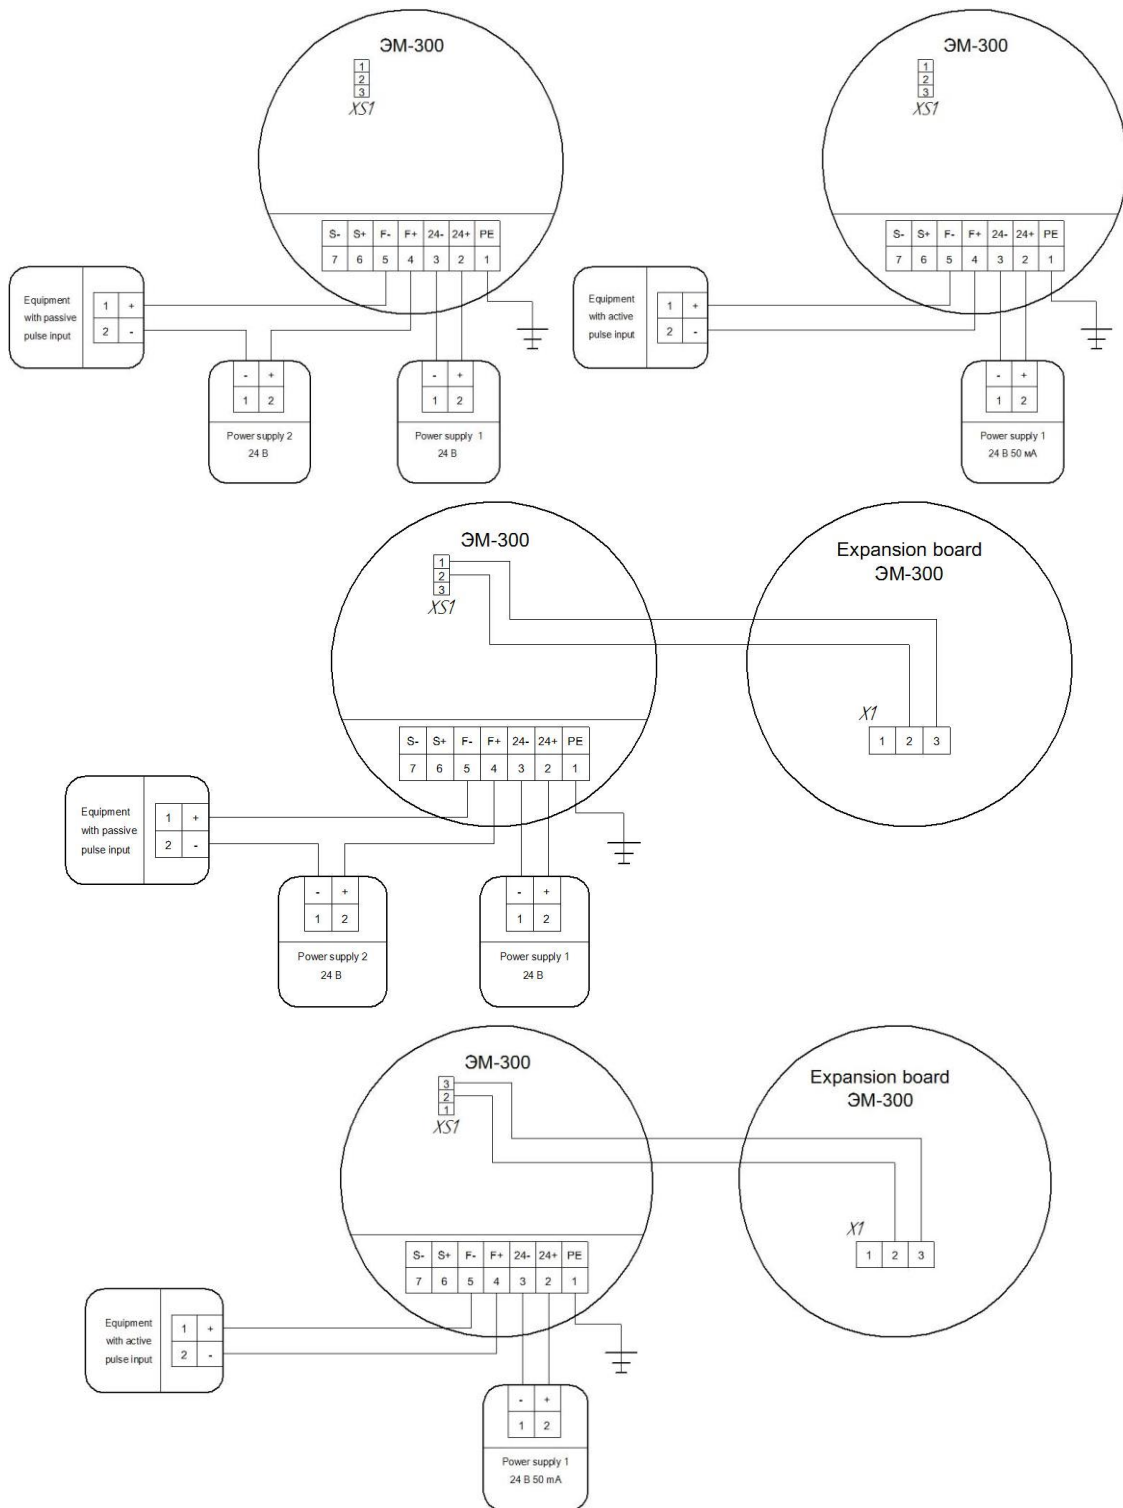 ЭМ-300
1
2
3
XS1
S- S+ F- F+ 24- 24+ PE
7 6 5 4 3 2 1
Equipment
with passive
pulse input
1 +
2 -
- +
1 2
Power supply 2
24 В
- +
1 2
Power supply 1
24 В
ЭМ-300
1
2
3
XS1
S- S+ F- F+ 24- 24+ PE
7 6 5 4 3 2 1
Equipment
with active
pulse input
1 +
2 -
- +
1 2
Power supply 1
24 В 50 мА
ЭМ-300
1
2
3
XS1
S- S+ F- F+ 24- 24+ PE
7 6 5 4 3 2 1
Expansion board
ЭМ-300
X1
1 2 3
Equipment
with passive
pulse input
1 +
2 -
- +
1 2
Power supply 2
24 В
- +
1 2
Power supply 1
24 В
ЭМ-300
3
2
1
XS1
S- S+ F- F+ 24- 24+ PE
7 6 5 4 3 2 1
Expansion board
ЭМ-300
X1
1 2 3
Equipment
with active
pulse input
1 +
2 -
- +
1 2
Power supply 1
24 В 50 mA